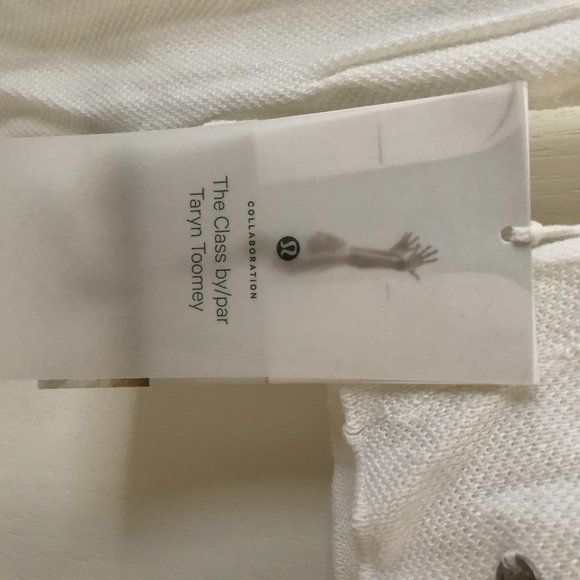 COLLABORATION
The Class by/par
Taryn Toomey